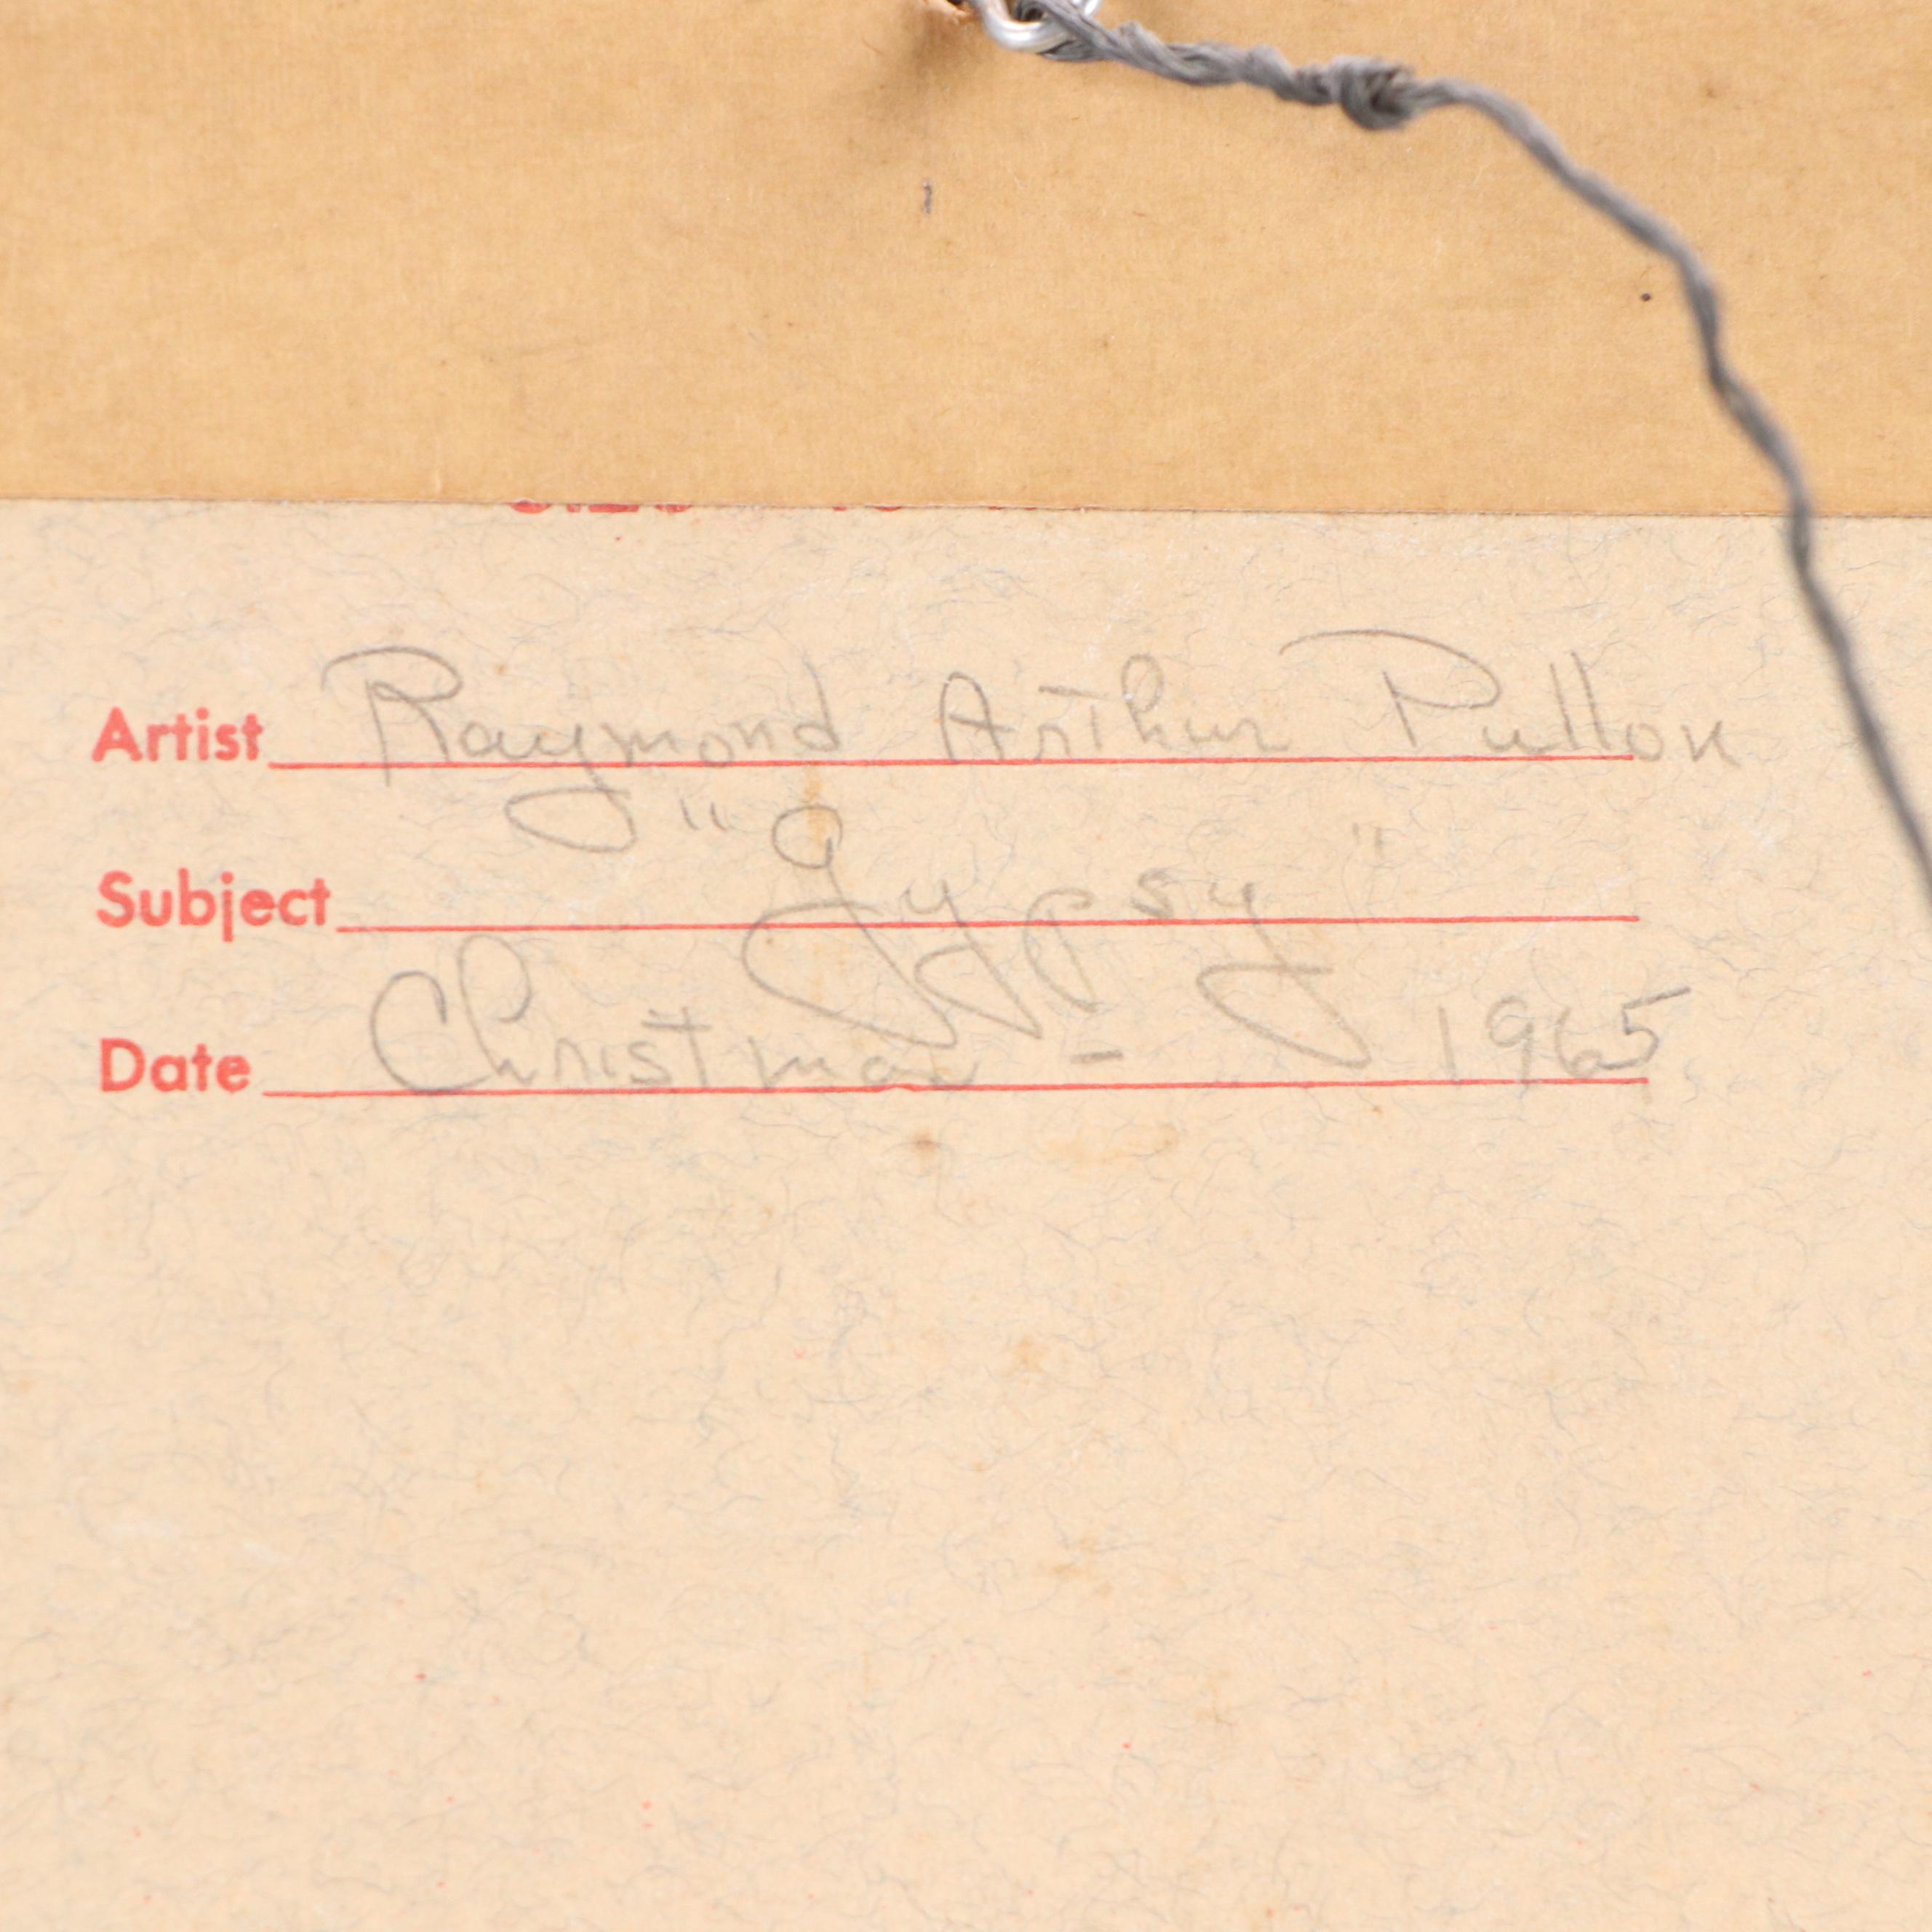 Artist Raymond Arthur Pullon
Subject "Gypsy"
Date Christmas - 1965